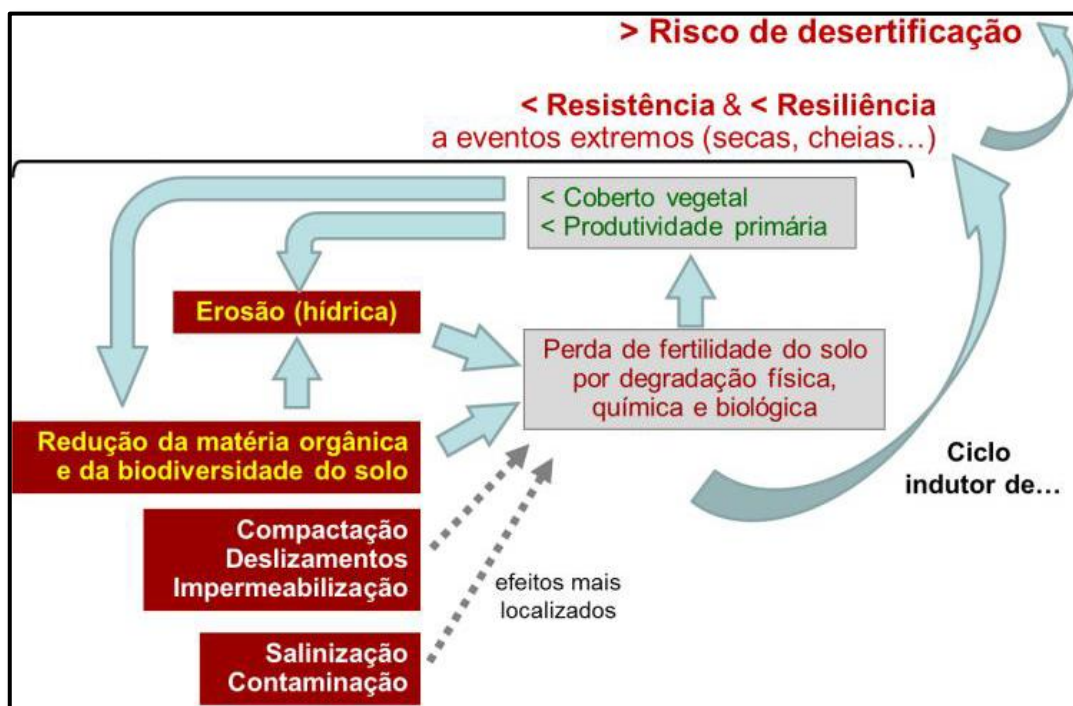 > Risco de desertificação
< Resistência & < Resiliência
a eventos extremos (secas, cheias…)
< Coberto vegetal
< Produtividade primária
Erosão (hídrica)
Perda de fertilidade do solo
por degradação física,
química e biológica
Redução da matéria orgânica
e da biodiversidade do solo
Ciclo
indutor de…
Compactação
Deslizamentos
Impermeabilização
efeitos mais
localizados
Salinização
Contaminação